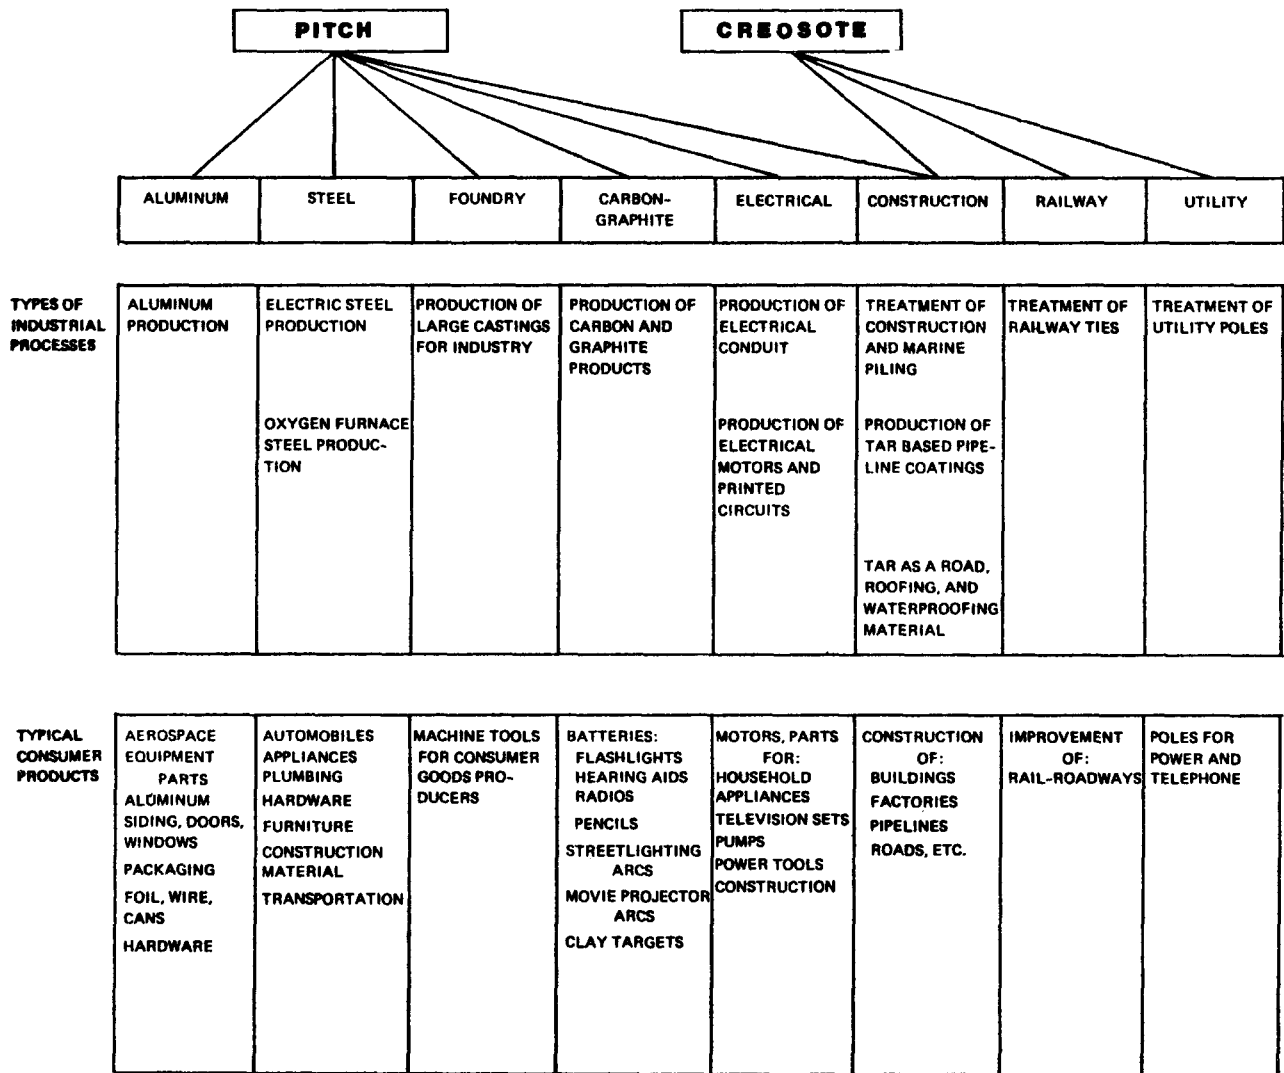 PITCH
CREOSOTE
ALUMINUM
STEEL
FOUNDRY
CARBON-
GRAPHITE
ELECTRICAL
CONSTRUCTION
RAILWAY
UTILITY
TYPES OF
INDUSTRIAL
PROCESSES
ALUMINUM
PRODUCTION
ELECTRIC STEEL
PRODUCTION
OXYGEN FURNACE
STEEL PRODUC-
TION
PRODUCTION OF
LARGE CASTINGS
FOR INDUSTRY
PRODUCTION OF
CARBON AND
GRAPHITE
PRODUCTS
PRODUCTION OF
ELECTRICAL
CONDUIT
PRODUCTION OF
ELECTRICAL
MOTORS AND
PRINTED
CIRCUITS
TREATMENT OF
CONSTRUCTION
AND MARINE
PILING
PRODUCTION OF
TAR BASED PIPE-
LINE COATINGS
TAR AS A ROAD,
ROOFING, AND
WATERPROOFING
MATERIAL
TREATMENT OF
RAILWAY TIES
TREATMENT OF
UTILITY POLES
TYPICAL
CONSUMER
PRODUCTS
AEROSPACE
EQUIPMENT
PARTS
ALUMINUM
SIDING, DOORS,
WINDOWS
PACKAGING
FOIL, WIRE,
CANS
HARDWARE
AUTOMOBILES
APPLIANCES
PLUMBING
HARDWARE
FURNITURE
CONSTRUCTION
MATERIAL
TRANSPORTATION
MACHINE TOOLS
FOR CONSUMER
GOODS PRO-
DUCERS
BATTERIES:
FLASHLIGHTS
HEARING AIDS
RADIOS
PENCILS
STREETLIGHTING
ARCS
MOVIE PROJECTOR
ARCS
CLAY TARGETS
MOTORS, PARTS
FOR:
HOUSEHOLD
APPLIANCES
TELEVISION SETS
PUMPS
POWER TOOLS
CONSTRUCTION
CONSTRUCTION
OF:
BUILDINGS
FACTORIES
PIPELINES
ROADS, ETC.
IMPROVEMENT
OF:
RAIL-ROADWAYS
POLES FOR
POWER AND
TELEPHONE